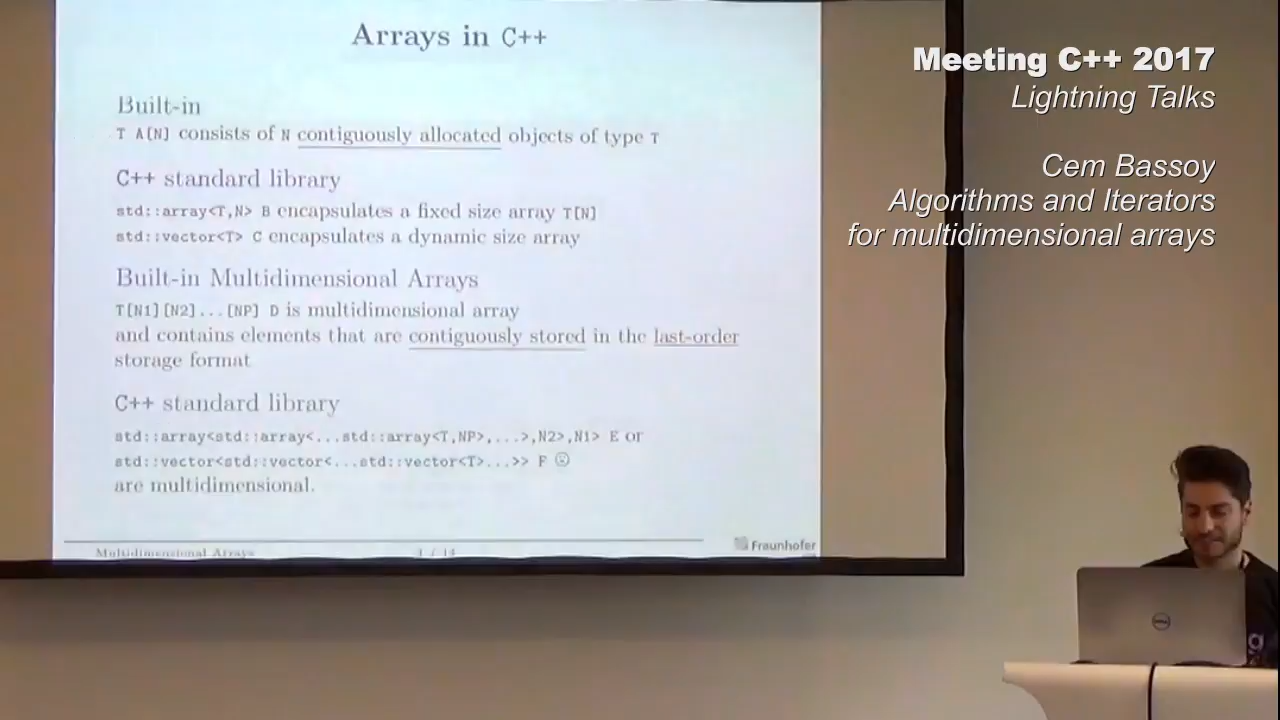 Arrays in C++
Built-in
T A[N] consists of N contiguously allocated objects of type T
C++ standard library
std::array<T,N> B encapsulates a fixed size array T[N]
std::vector<T> C encapsulates a dynamic size array
Built-in Multidimensional Arrays
T[N1][N2]...[NP] D is multidimensional array
and contains elements that are contiguously stored in the last-order
storage format
C++ standard library
std::array<std::array<...std::array<T,NP>,...>,N2>,N1> E or
std::vector<std::vector<...std::vector<T>...>> F ☹
are multidimensional.
Multidimensional Arrays
Fraunhofer
Meeting C++ 2017
Lightning Talks
Cem Bassoy
Algorithms and Iterators
for multidimensional arrays
DELL